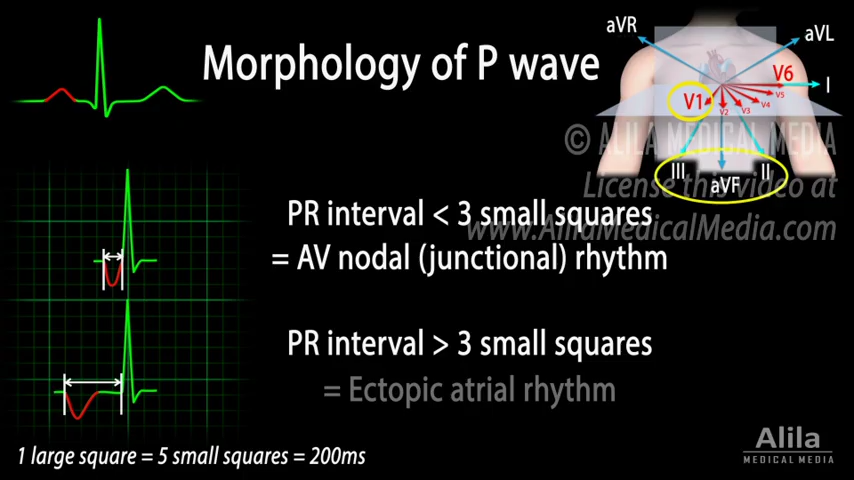 Morphology of P wave
aVR
aVL
V6
I
V5
V1
V2
V3
V4
© ALILA MEDICAL MEDIA
III
II
aVF
License this video at
www.AlilaMedicalMedia.com
PR interval < 3 small squares
= AV nodal (junctional) rhythm
PR interval > 3 small squares
= Ectopic atrial rhythm
1 large square = 5 small squares = 200ms
Alila
MEDICAL MEDIA